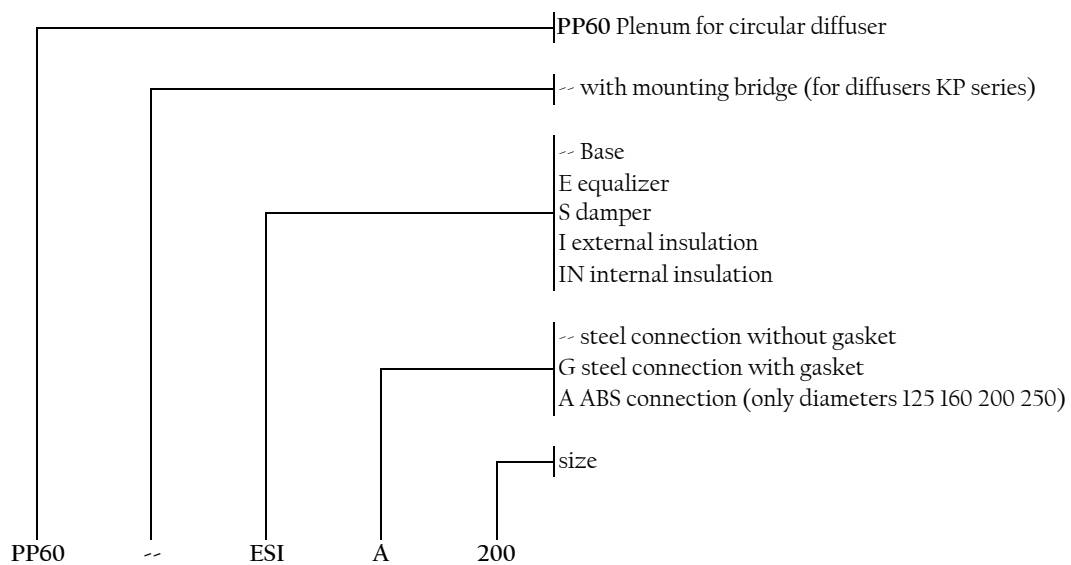 PP60 Plenum for circular diffuser
-- with mounting bridge (for diffusers KP series)
-- Base
E equalizer
S damper
I external insulation
IN internal insulation
-- steel connection without gasket
G steel connection with gasket
A ABS connection (only diameters 125 160 200 250)
size
PP60 -- ESI A 200